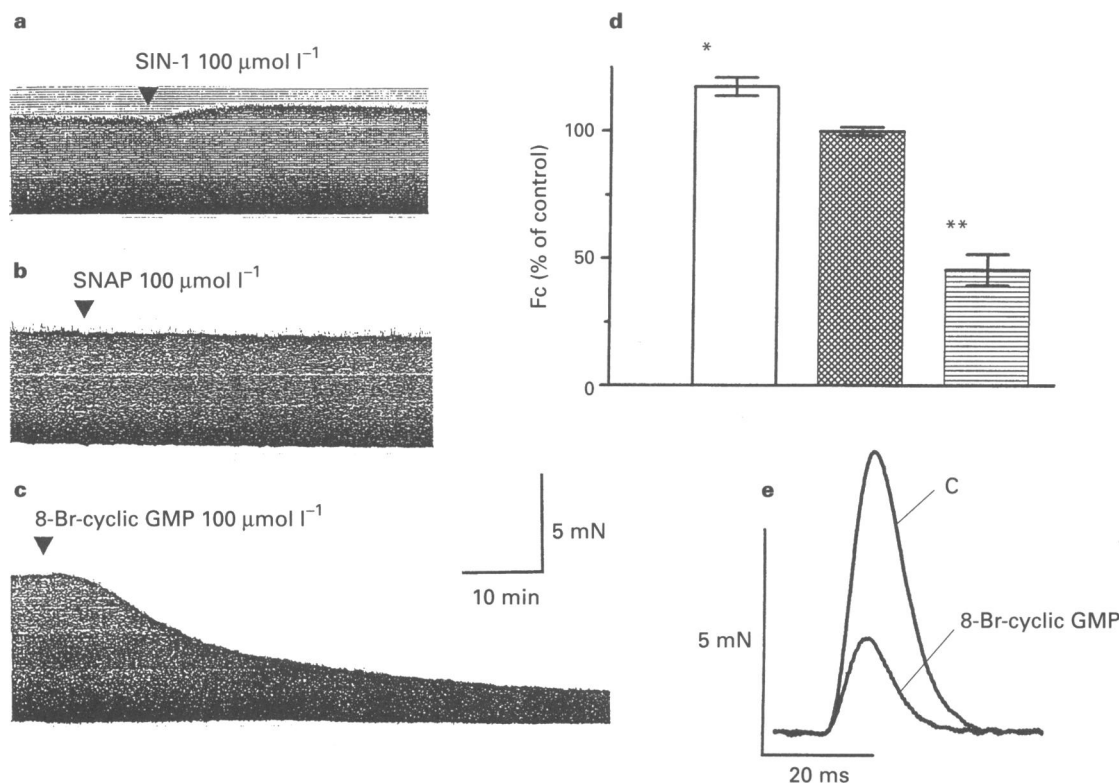 a
SIN-1 100 μmol l⁻¹
b
SNAP 100 μmol l⁻¹
c
8-Br-cyclic GMP 100 μmol l⁻¹
5 mN
10 min
d
Fc (% of control)
100
50
0
*
**
e
C
8-Br-cyclic GMP
5 mN
20 ms